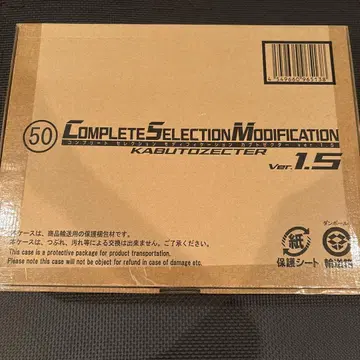 4549660961138
50 COMPLETE SELECTION MODIFICATION
コンプリート セレクション モディフィケーション カブトゼクター ver 1.5
KABUTOZECTER
Ver. 1.5
本ケースは、商品輸送用の保護梱包材です。
本ケースは、つぶれ、汚れ等による交換は出来ません。ご了承ください。
This case is a protective package for product transportation.
Please note this case will not be object for refund in case of damage etc.
紙
保護シート
ダンボール
輸送箱